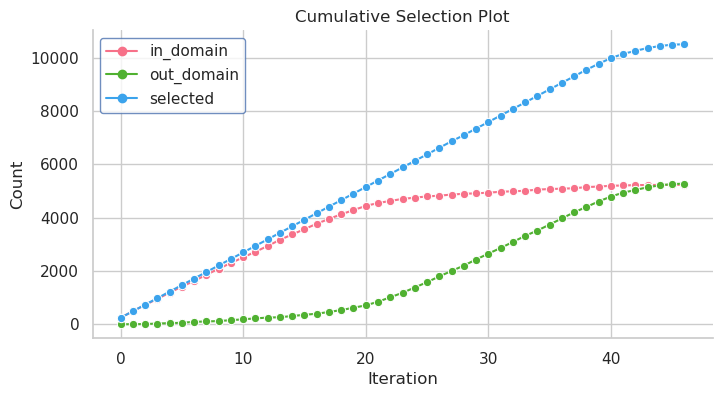 Cumulative Selection Plot
in_domain
out_domain
selected
10000
8000
6000
4000
2000
0
Count
0 10 20 30 40
Iteration